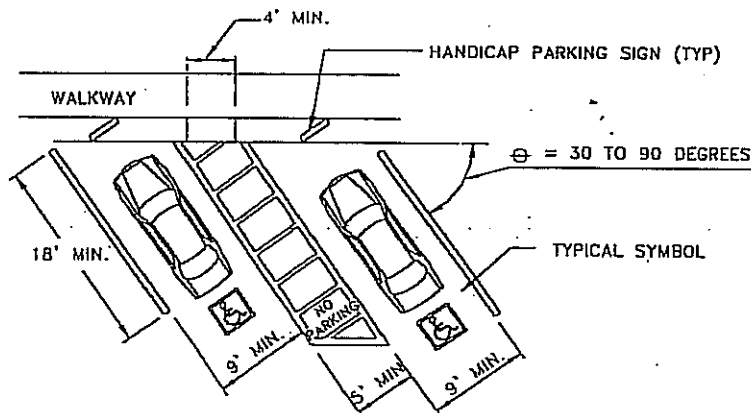 4' MIN.
HANDICAP PARKING SIGN (TYP)
WALKWAY
Θ = 30 TO 90 DEGREES
18' MIN.
TYPICAL SYMBOL
NO
PARKING
9' MIN.
5' MIN
9' MIN.